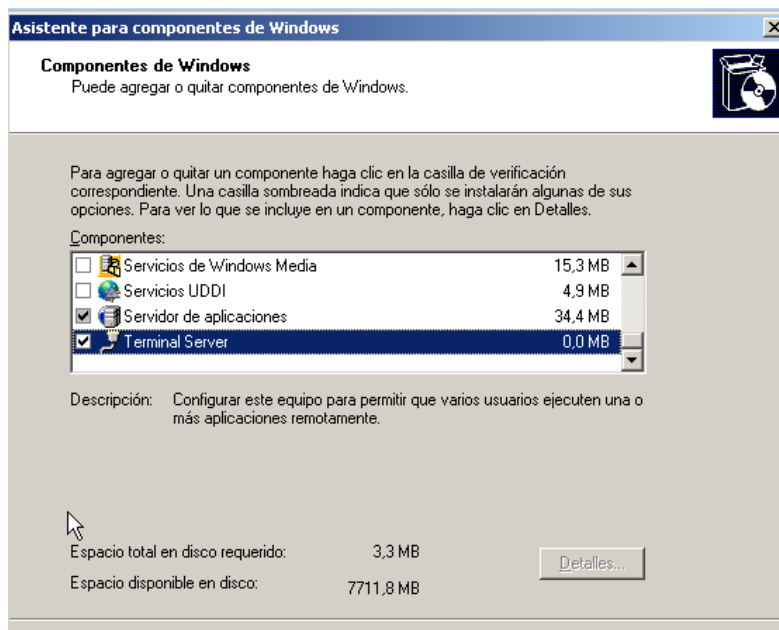 Asistente para componentes de Windows
Componentes de Windows
Puede agregar o quitar componentes de Windows.
Para agregar o quitar un componente haga clic en la casilla de verificación
correspondiente. Una casilla sombreada indica que sólo se instalarán algunas de sus
opciones. Para ver lo que se incluye en un componente, haga clic en Detalles.
Componentes:
Servicios de Windows Media 15,3 MB
Servicios UDDI 4,9 MB
Servidor de aplicaciones 34,4 MB
Terminal Server 0,0 MB
Descripción: Configurar este equipo para permitir que varios usuarios ejecuten una o
más aplicaciones remotamente.
Espacio total en disco requerido: 3,3 MB
Detalles...
Espacio disponible en disco: 7711,8 MB